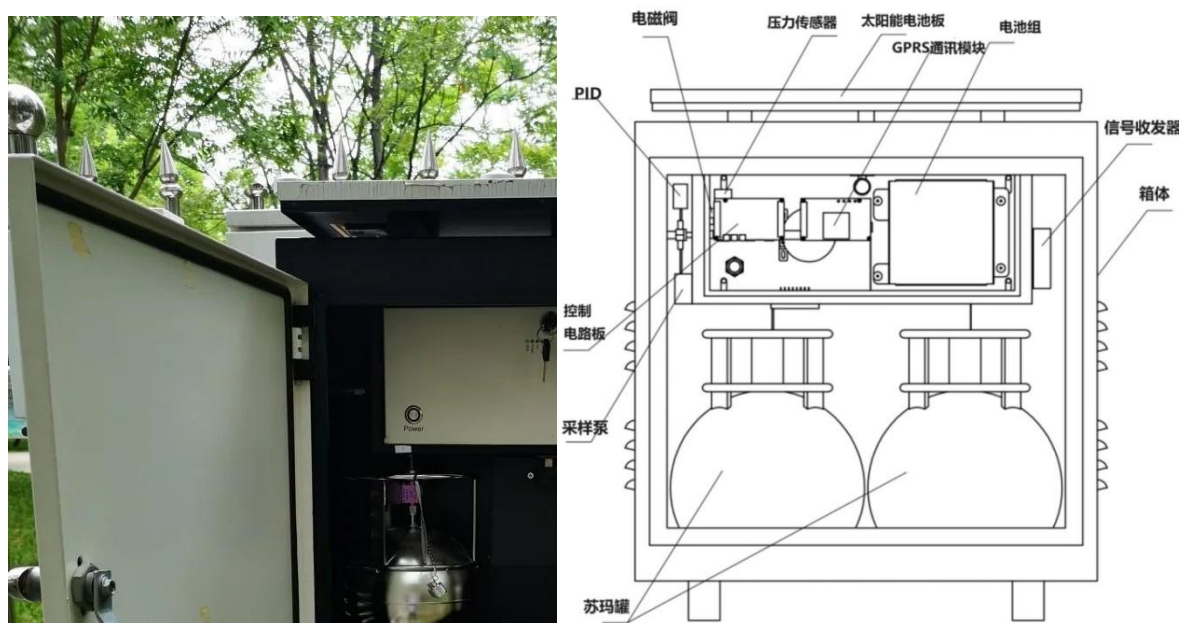 电磁阀
压力传感器
太阳能电池板
GPRS通讯模块
电池组
PID
信号收发器
箱体
控制
电路板
采样泵
苏玛罐
Power